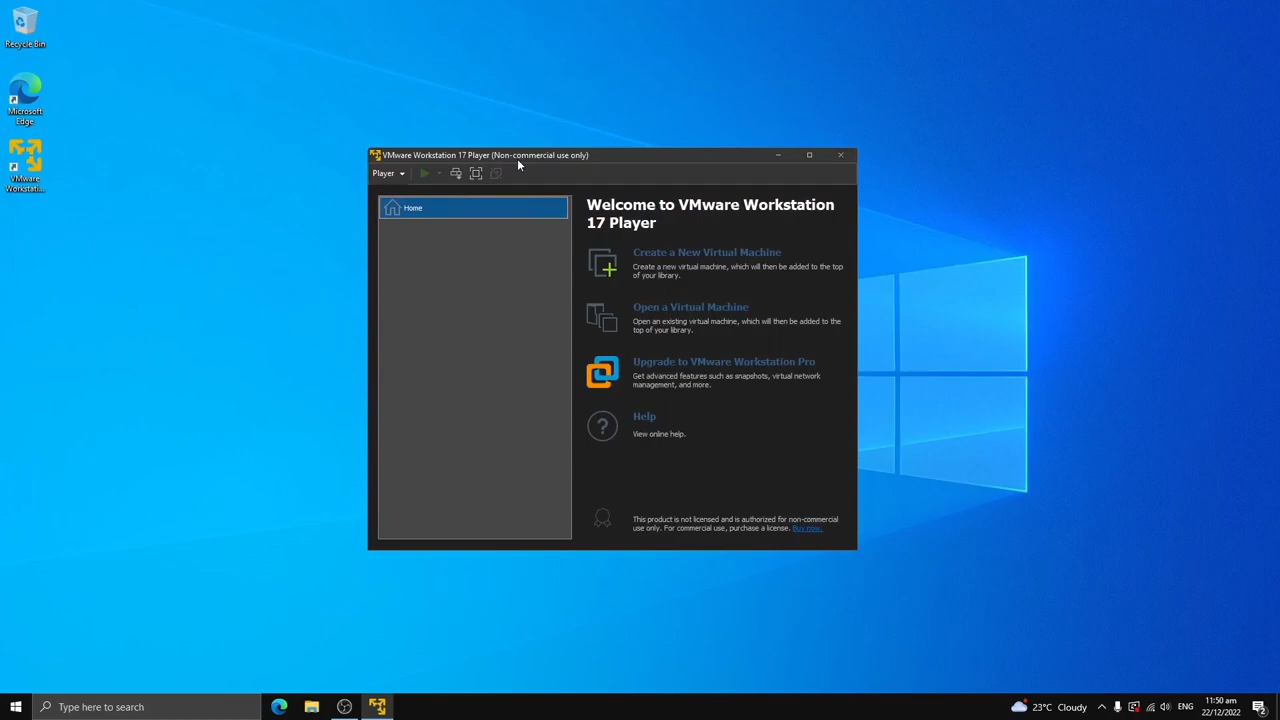 Recycle Bin
Microsoft
Edge
VMware
Workstati...
VMware Workstation 17 Player (Non-commercial use only)
Player
Home
Welcome to VMware Workstation
17 Player
Create a New Virtual Machine
Create a new virtual machine, which will then be added to the top
of your library.
Open a Virtual Machine
Open an existing virtual machine, which will then be added to the
top of your library.
Upgrade to VMware Workstation Pro
Get advanced features such as snapshots, virtual network
management, and more.
Help
View online help.
This product is not licensed and is authorized for non-commercial
use only. For commercial use, purchase a license. Buy now.
Type here to search
23°C Cloudy
ENG
11:50 am
22/12/2022
2